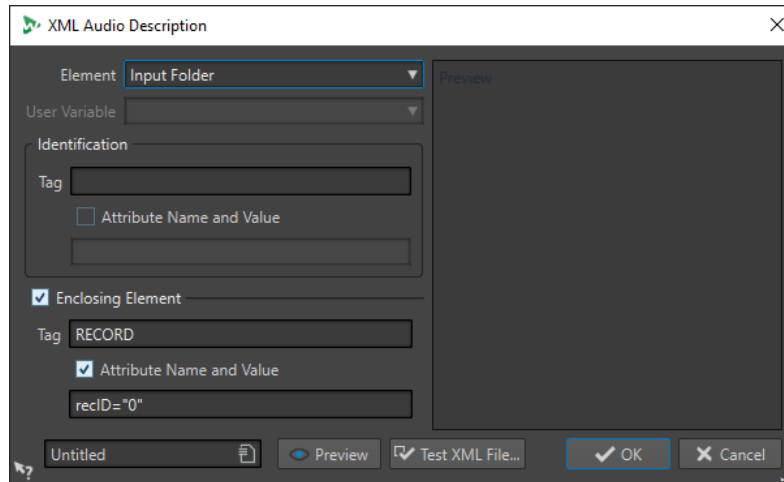 XML Audio Description
Element Input Folder
Preview
User Variable
Identification
Tag
Attribute Name and Value
Enclosing Element
Tag RECORD
Attribute Name and Value
recID="0"
Untitled Preview Test XML File... OK Cancel